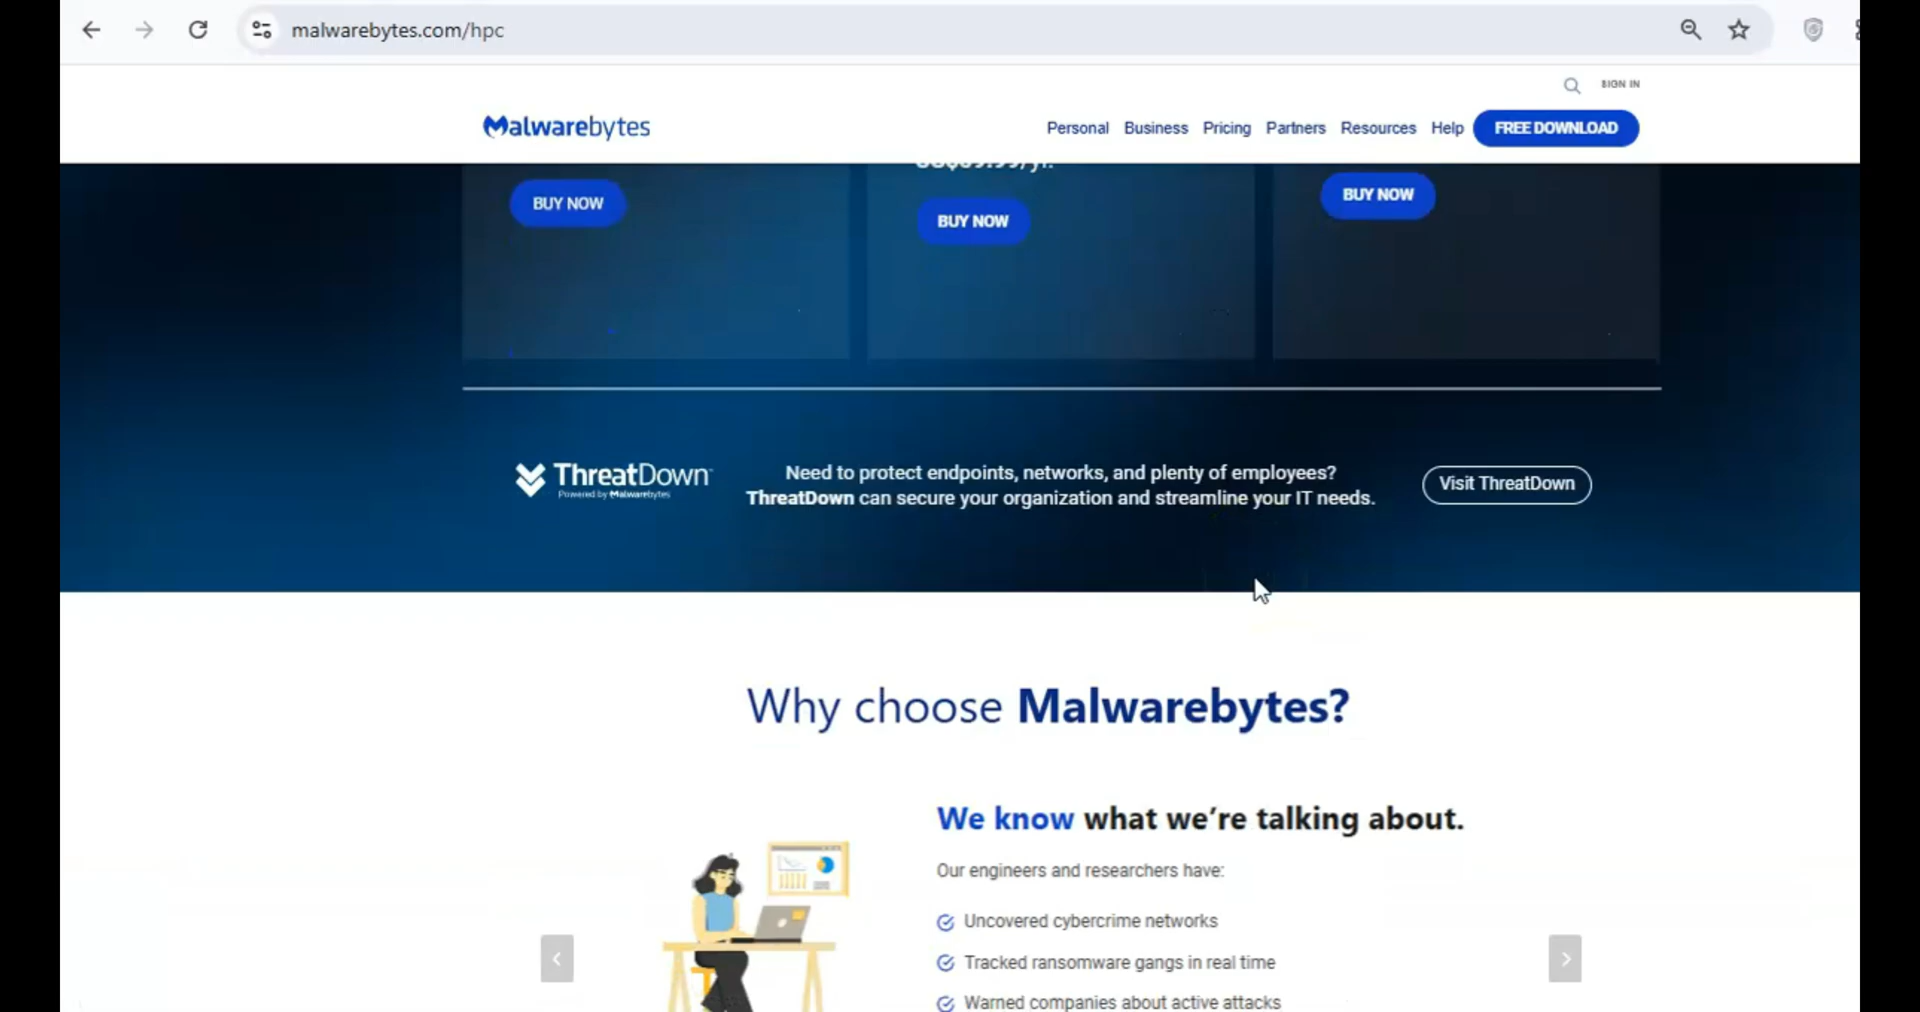 malwarebytes.com/hpc
SIGN IN
Malwarebytes
Personal Business Pricing Partners Resources Help FREE DOWNLOAD
BUY NOW
BUY NOW
BUY NOW
ThreatDown
Powered by Malwarebytes
Need to protect endpoints, networks, and plenty of employees?
ThreatDown can secure your organization and streamline your IT needs.
Visit ThreatDown
Why choose Malwarebytes?
We know what we’re talking about.
Our engineers and researchers have:
Uncovered cybercrime networks
Tracked ransomware gangs in real time
Warned companies about active attacks